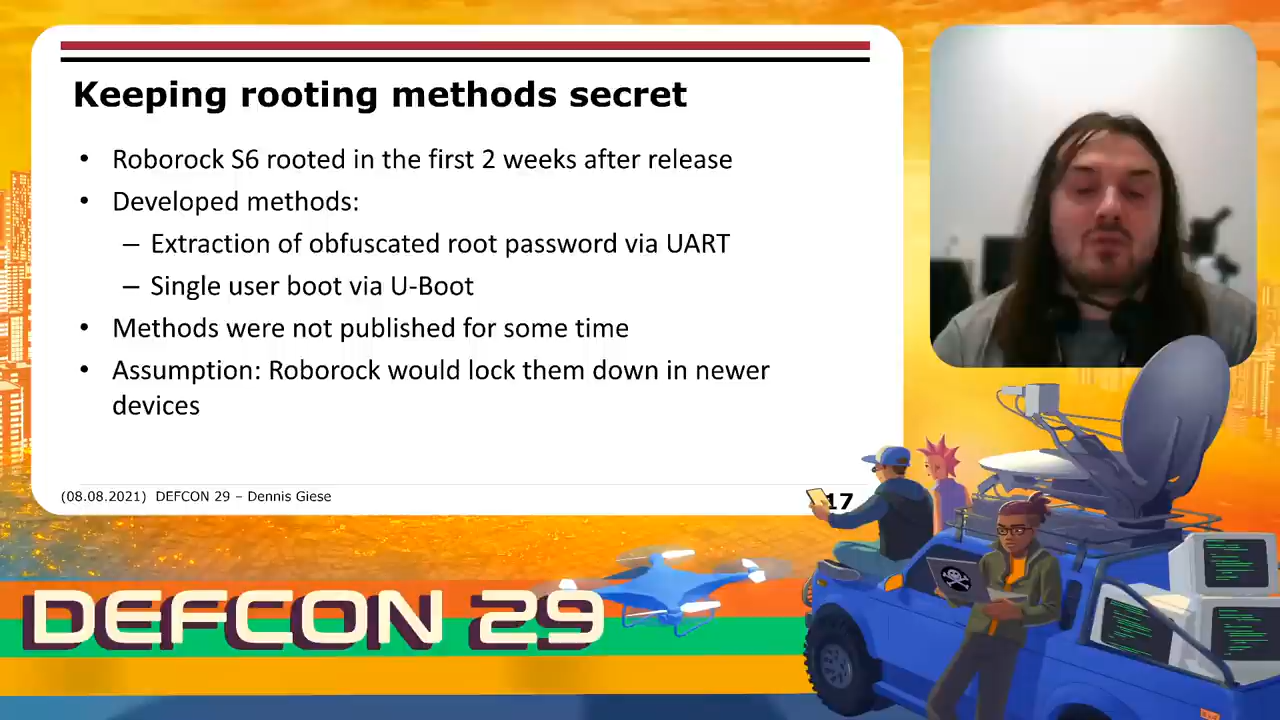 Keeping rooting methods secret
• Roborock S6 rooted in the first 2 weeks after release
• Developed methods:
– Extraction of obfuscated root password via UART
– Single user boot via U-Boot
• Methods were not published for some time
• Assumption: Roborock would lock them down in newer
devices
(08.08.2021) DEFCON 29 – Dennis Giese
17
DEFCON 29